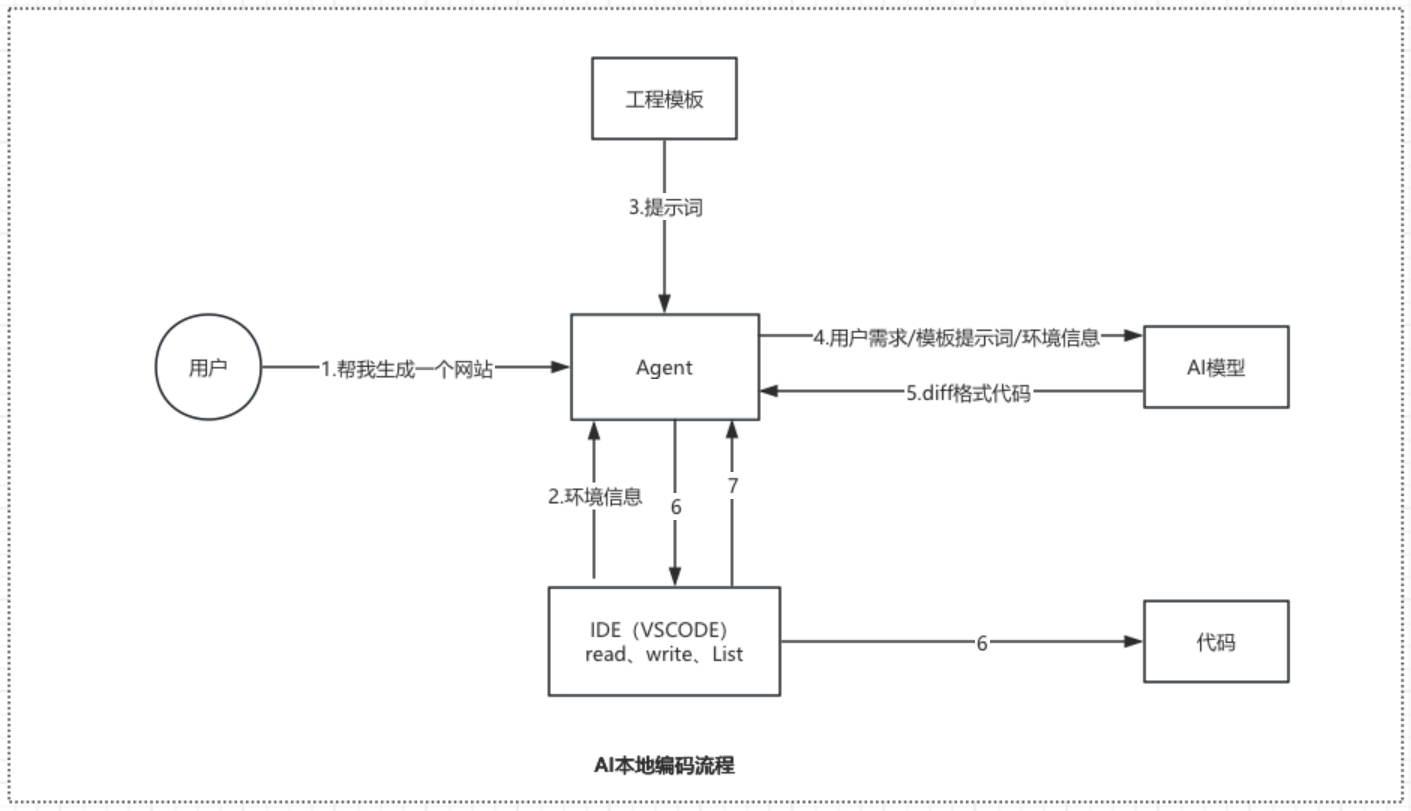 工程模板
3.提示词
用户
1.帮我生成一个网站
Agent
4.用户需求/模板提示词/环境信息
AI模型
5.diff格式代码
2.环境信息
6
7
IDE（VSCODE）
read、write、List
6
代码
AI本地编码流程